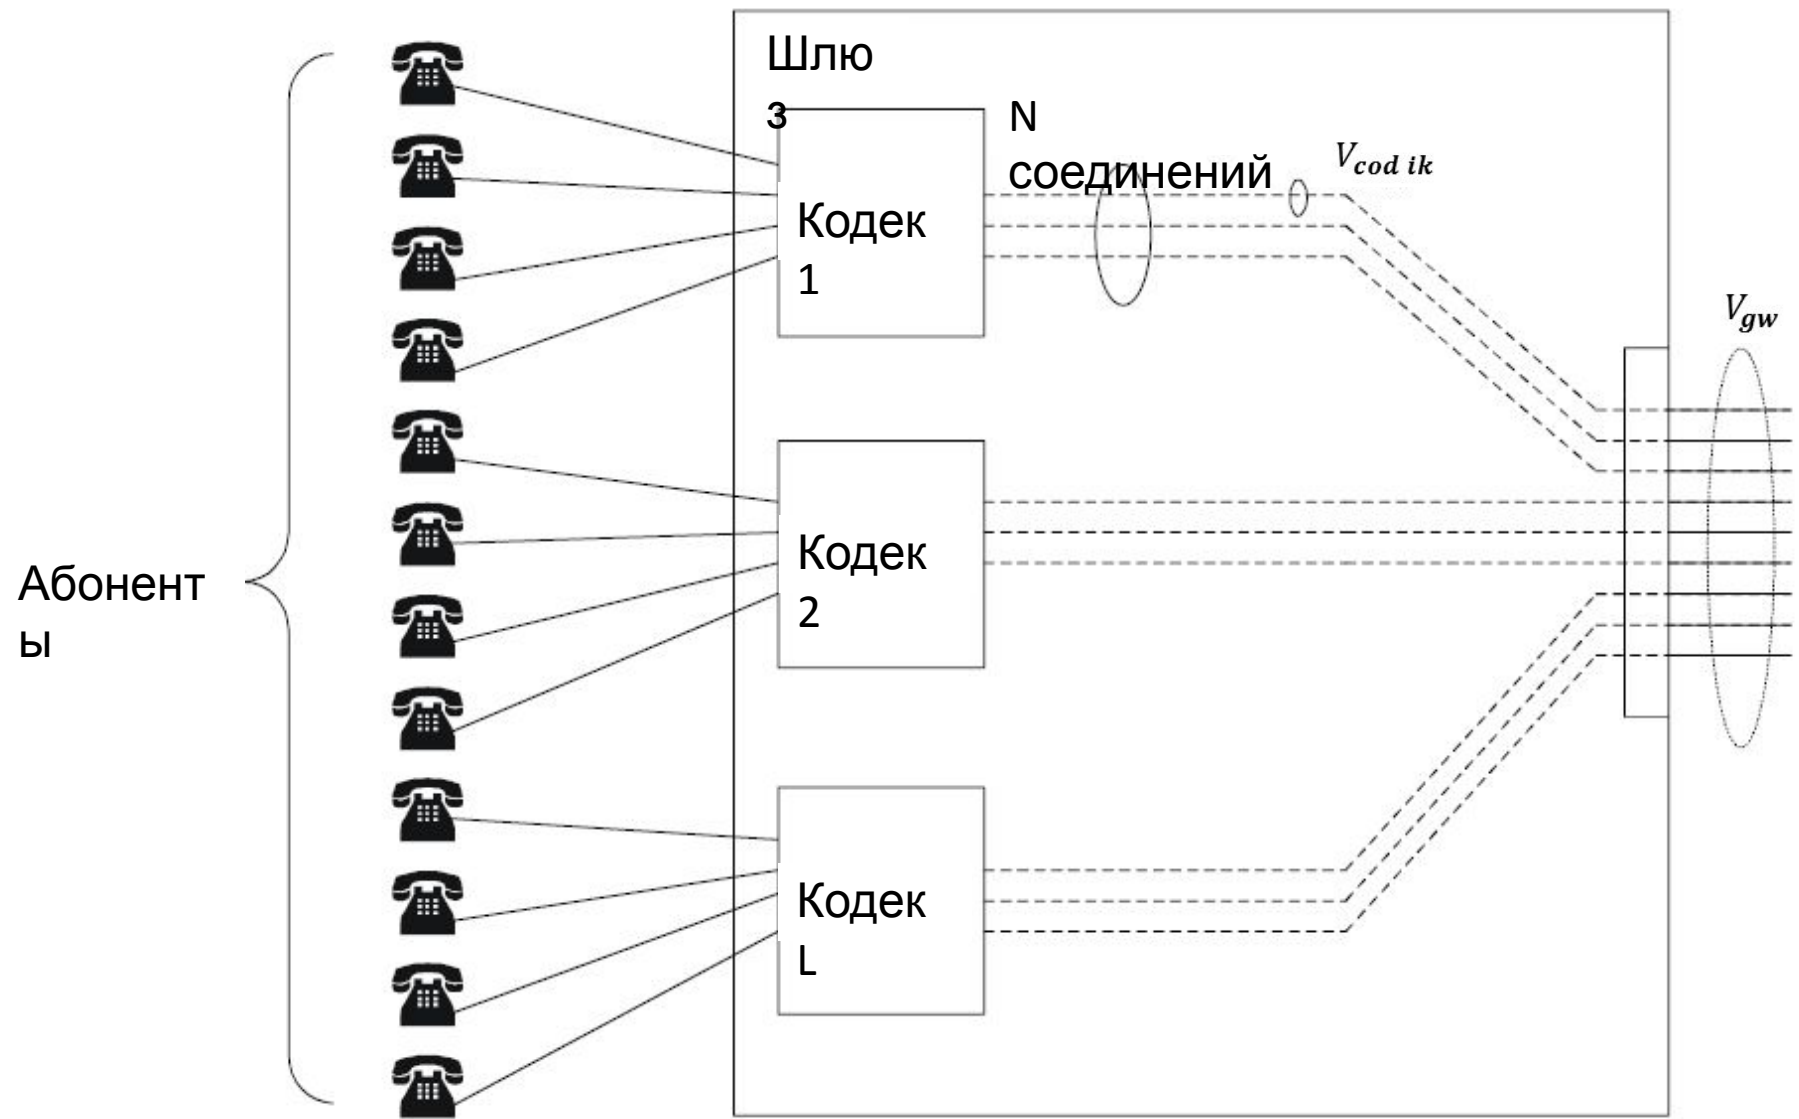 Шлю
з
N
соединений
V_cod ik
Кодек
1
V_gw
Кодек
2
Абонент
ы
Кодек
L